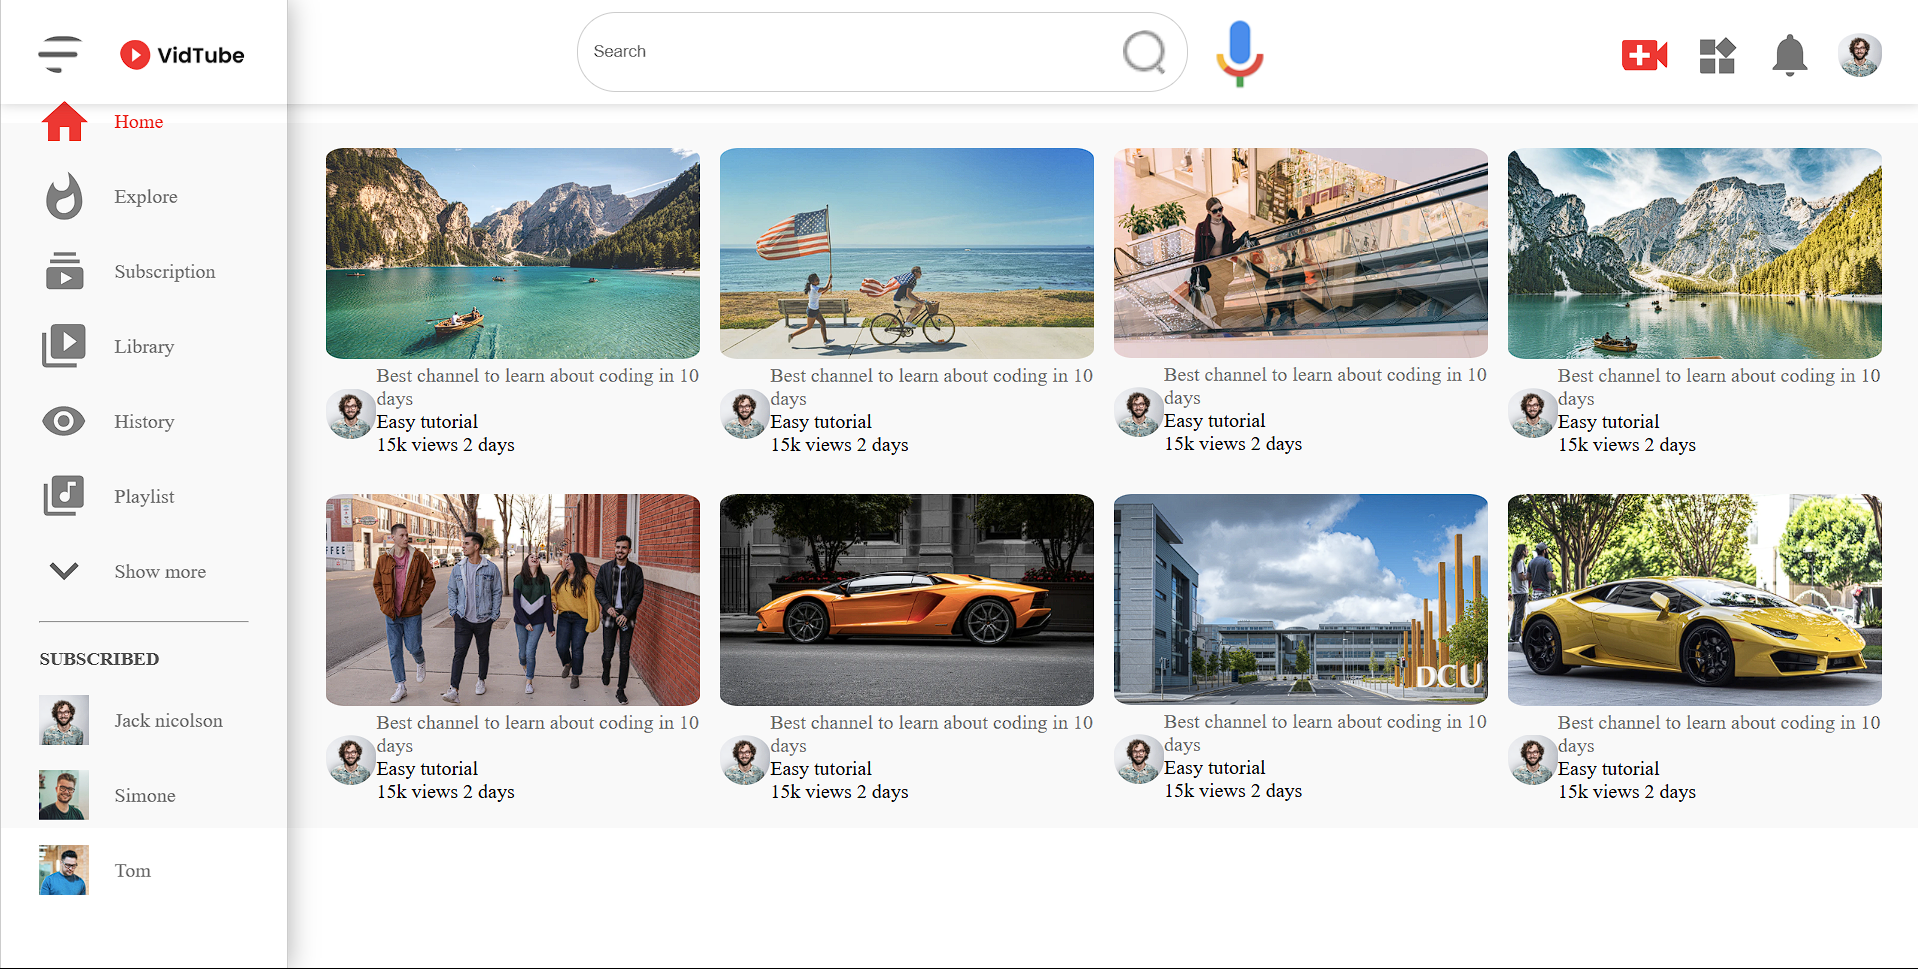 VidTube
Search
Home
Explore
Subscription
Library
History
Playlist
Show more
SUBSCRIBED
Jack nicolson
Simone
Tom
Best channel to learn about coding in 10
days
Easy tutorial
15k views 2 days
Best channel to learn about coding in 10
days
Easy tutorial
15k views 2 days
Best channel to learn about coding in 10
days
Easy tutorial
15k views 2 days
Best channel to learn about coding in 10
days
Easy tutorial
15k views 2 days
FFEE
DCU
Best channel to learn about coding in 10
days
Easy tutorial
15k views 2 days
Best channel to learn about coding in 10
days
Easy tutorial
15k views 2 days
Best channel to learn about coding in 10
days
Easy tutorial
15k views 2 days
Best channel to learn about coding in 10
days
Easy tutorial
15k views 2 days